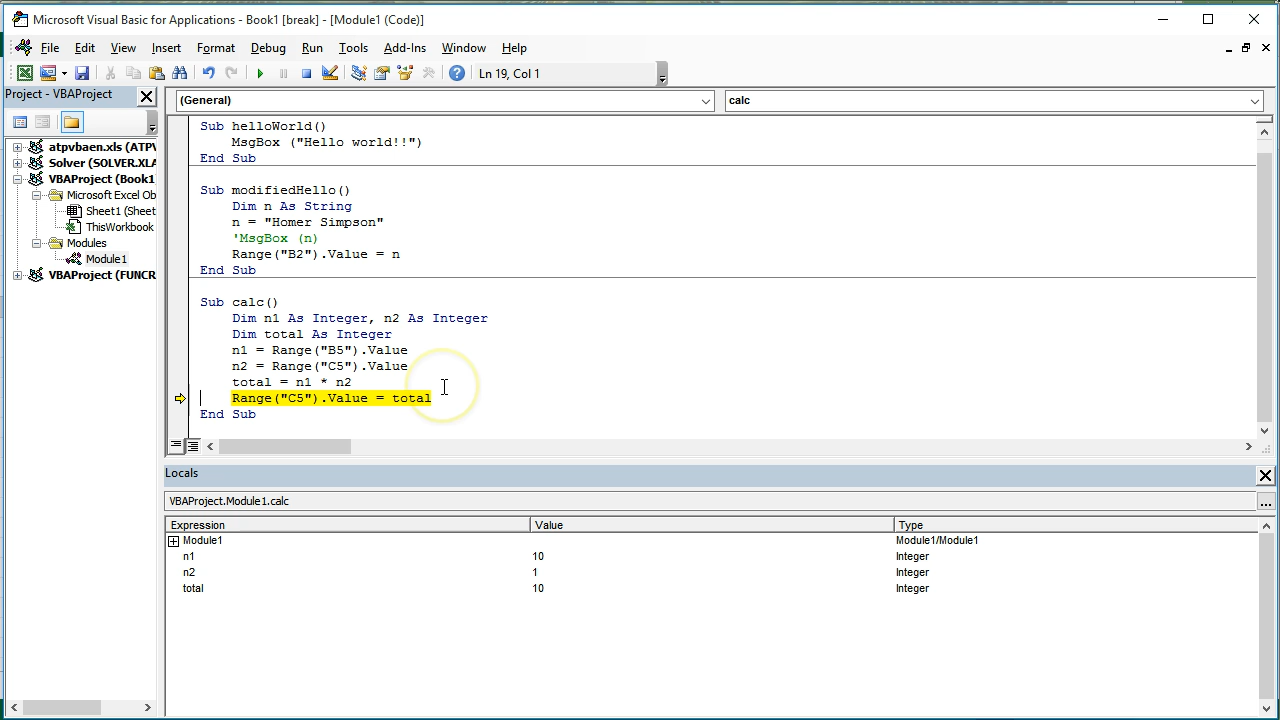 Microsoft Visual Basic for Applications - Book1 [break] - [Module1 (Code)]
File Edit View Insert Format Debug Run Tools Add-Ins Window Help
Ln 19, Col 1
Project - VBAProject
(General) calc
atpvbaen.xls (ATPV
Solver (SOLVER.XLA
VBAProject (Book1
Microsoft Excel Ob
Sheet1 (Sheet
ThisWorkbook
Modules
Module1
VBAProject (FUNCR
Sub helloWorld()
MsgBox ("Hello world!!")
End Sub
Sub modifiedHello()
Dim n As String
n = "Homer Simpson"
'MsgBox (n)
Range("B2").Value = n
End Sub
Sub calc()
Dim n1 As Integer, n2 As Integer
Dim total As Integer
n1 = Range("B5").Value
n2 = Range("C5").Value
total = n1 * n2
Range("C5").Value = total
End Sub
Locals
VBAProject.Module1.calc
...
Expression Value Type
Module1 Module1/Module1
n1 10 Integer
n2 1 Integer
total 10 Integer